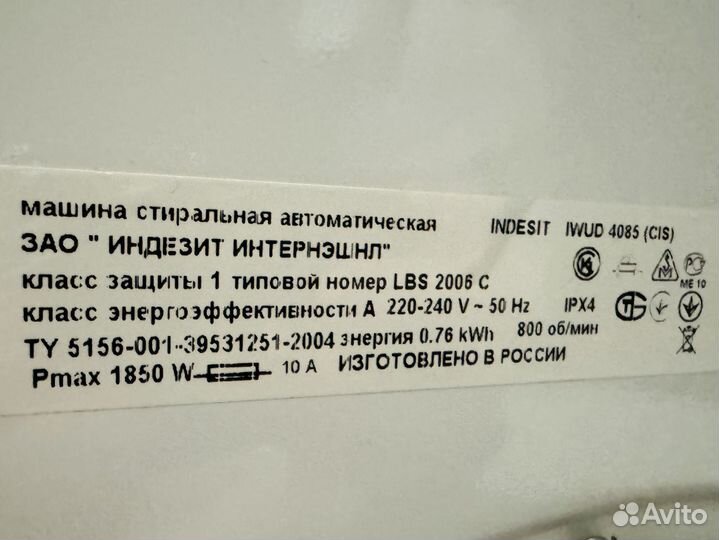 машина стиральная автоматическая INDESIT IWUD 4085 (CIS)
ЗАО " ИНДЕЗИТ ИНТЕРНЭШНЛ"
класс защиты 1 типовой номер LBS 2006 C
ME 10
класс энергоэффективности А 220-240 V ~ 50 Hz IPX4
ТУ 5156-001-39531251-2004 энергия 0.76 kWh 800 об/мин
Pmax 1850 W 10 A ИЗГОТОВЛЕНО В РОССИИ
Avito